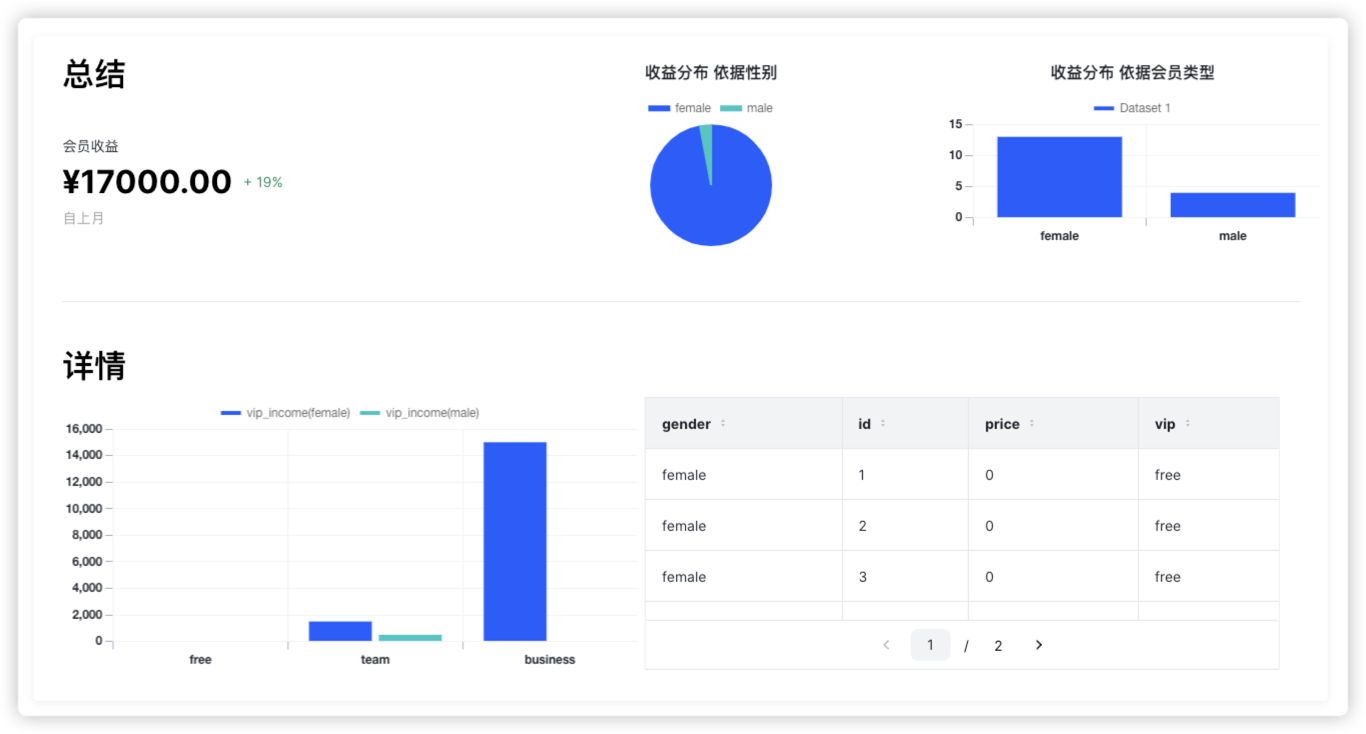 总结
会员收益
¥17000.00 + 19%
自上月
收益分布 依据性别
female male
收益分布 依据会员类型
Dataset 1
15
10
5
0
female male
详情
vip_income(female) vip_income(male)
16,000
14,000
12,000
10,000
8,000
6,000
4,000
2,000
0
free team business
gender id price vip
female 1 0 free
female 2 0 free
female 3 0 free
1 / 2